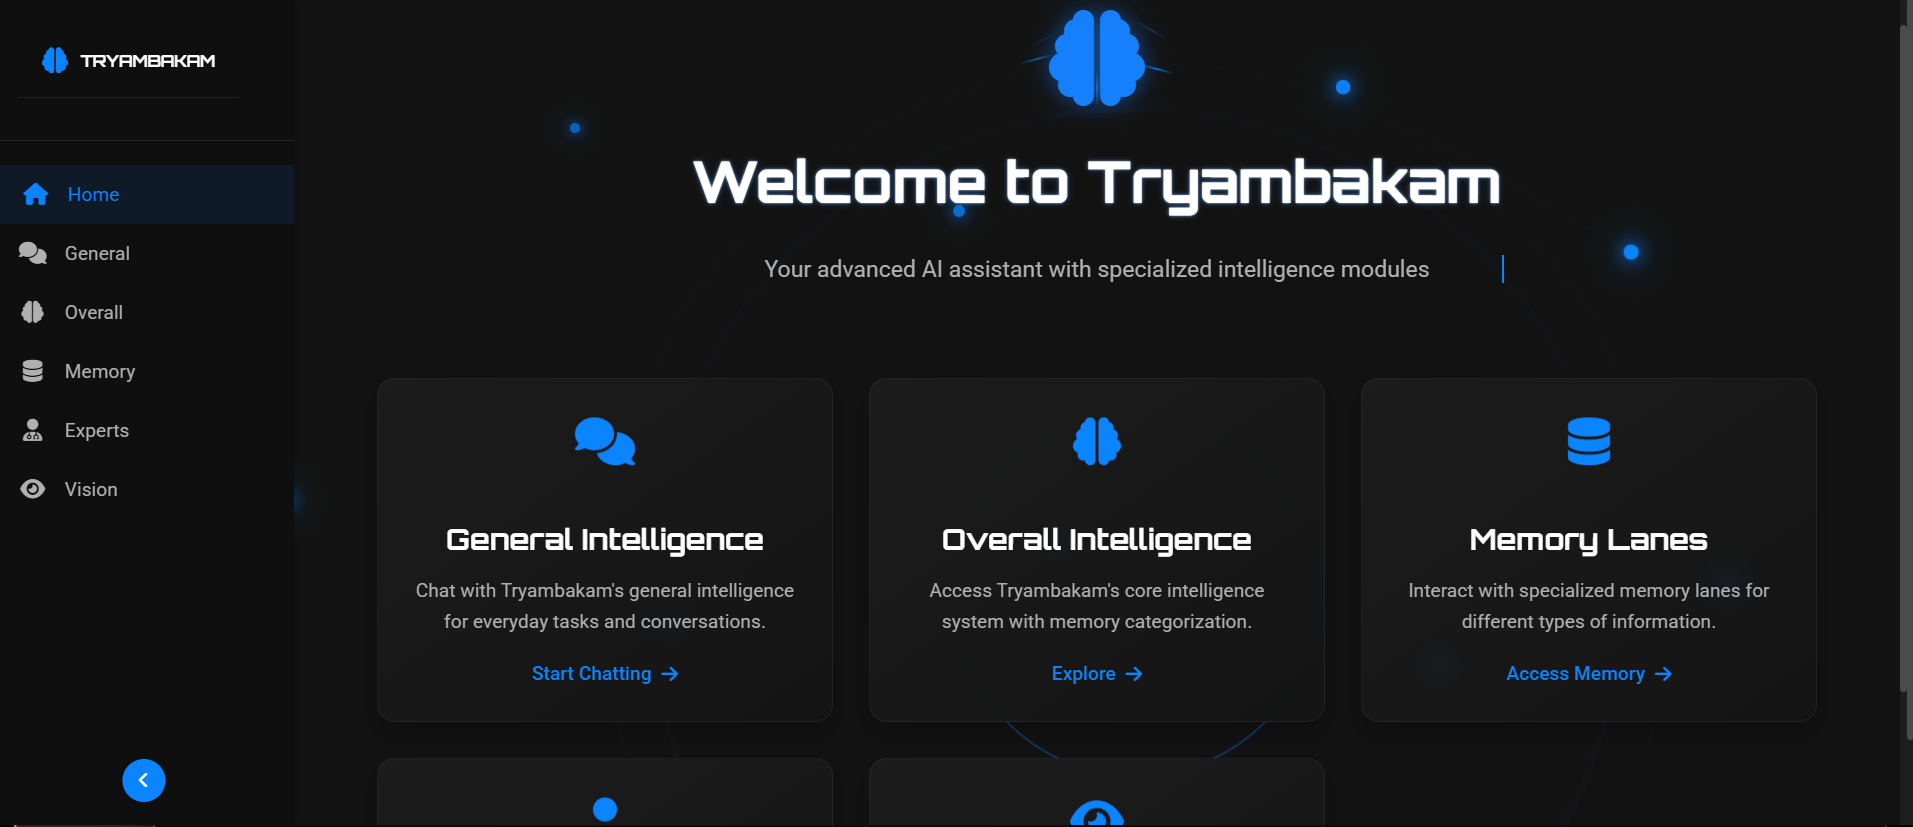 TRYAMBAKAM
Home
General
Overall
Memory
Experts
Vision
Welcome to Tryambakam
Your advanced AI assistant with specialized intelligence modules
General Intelligence
Chat with Tryambakam's general intelligence
for everyday tasks and conversations.
Start Chatting
Overall Intelligence
Access Tryambakam's core intelligence
system with memory categorization.
Explore
Memory Lanes
Interact with specialized memory lanes for
different types of information.
Access Memory